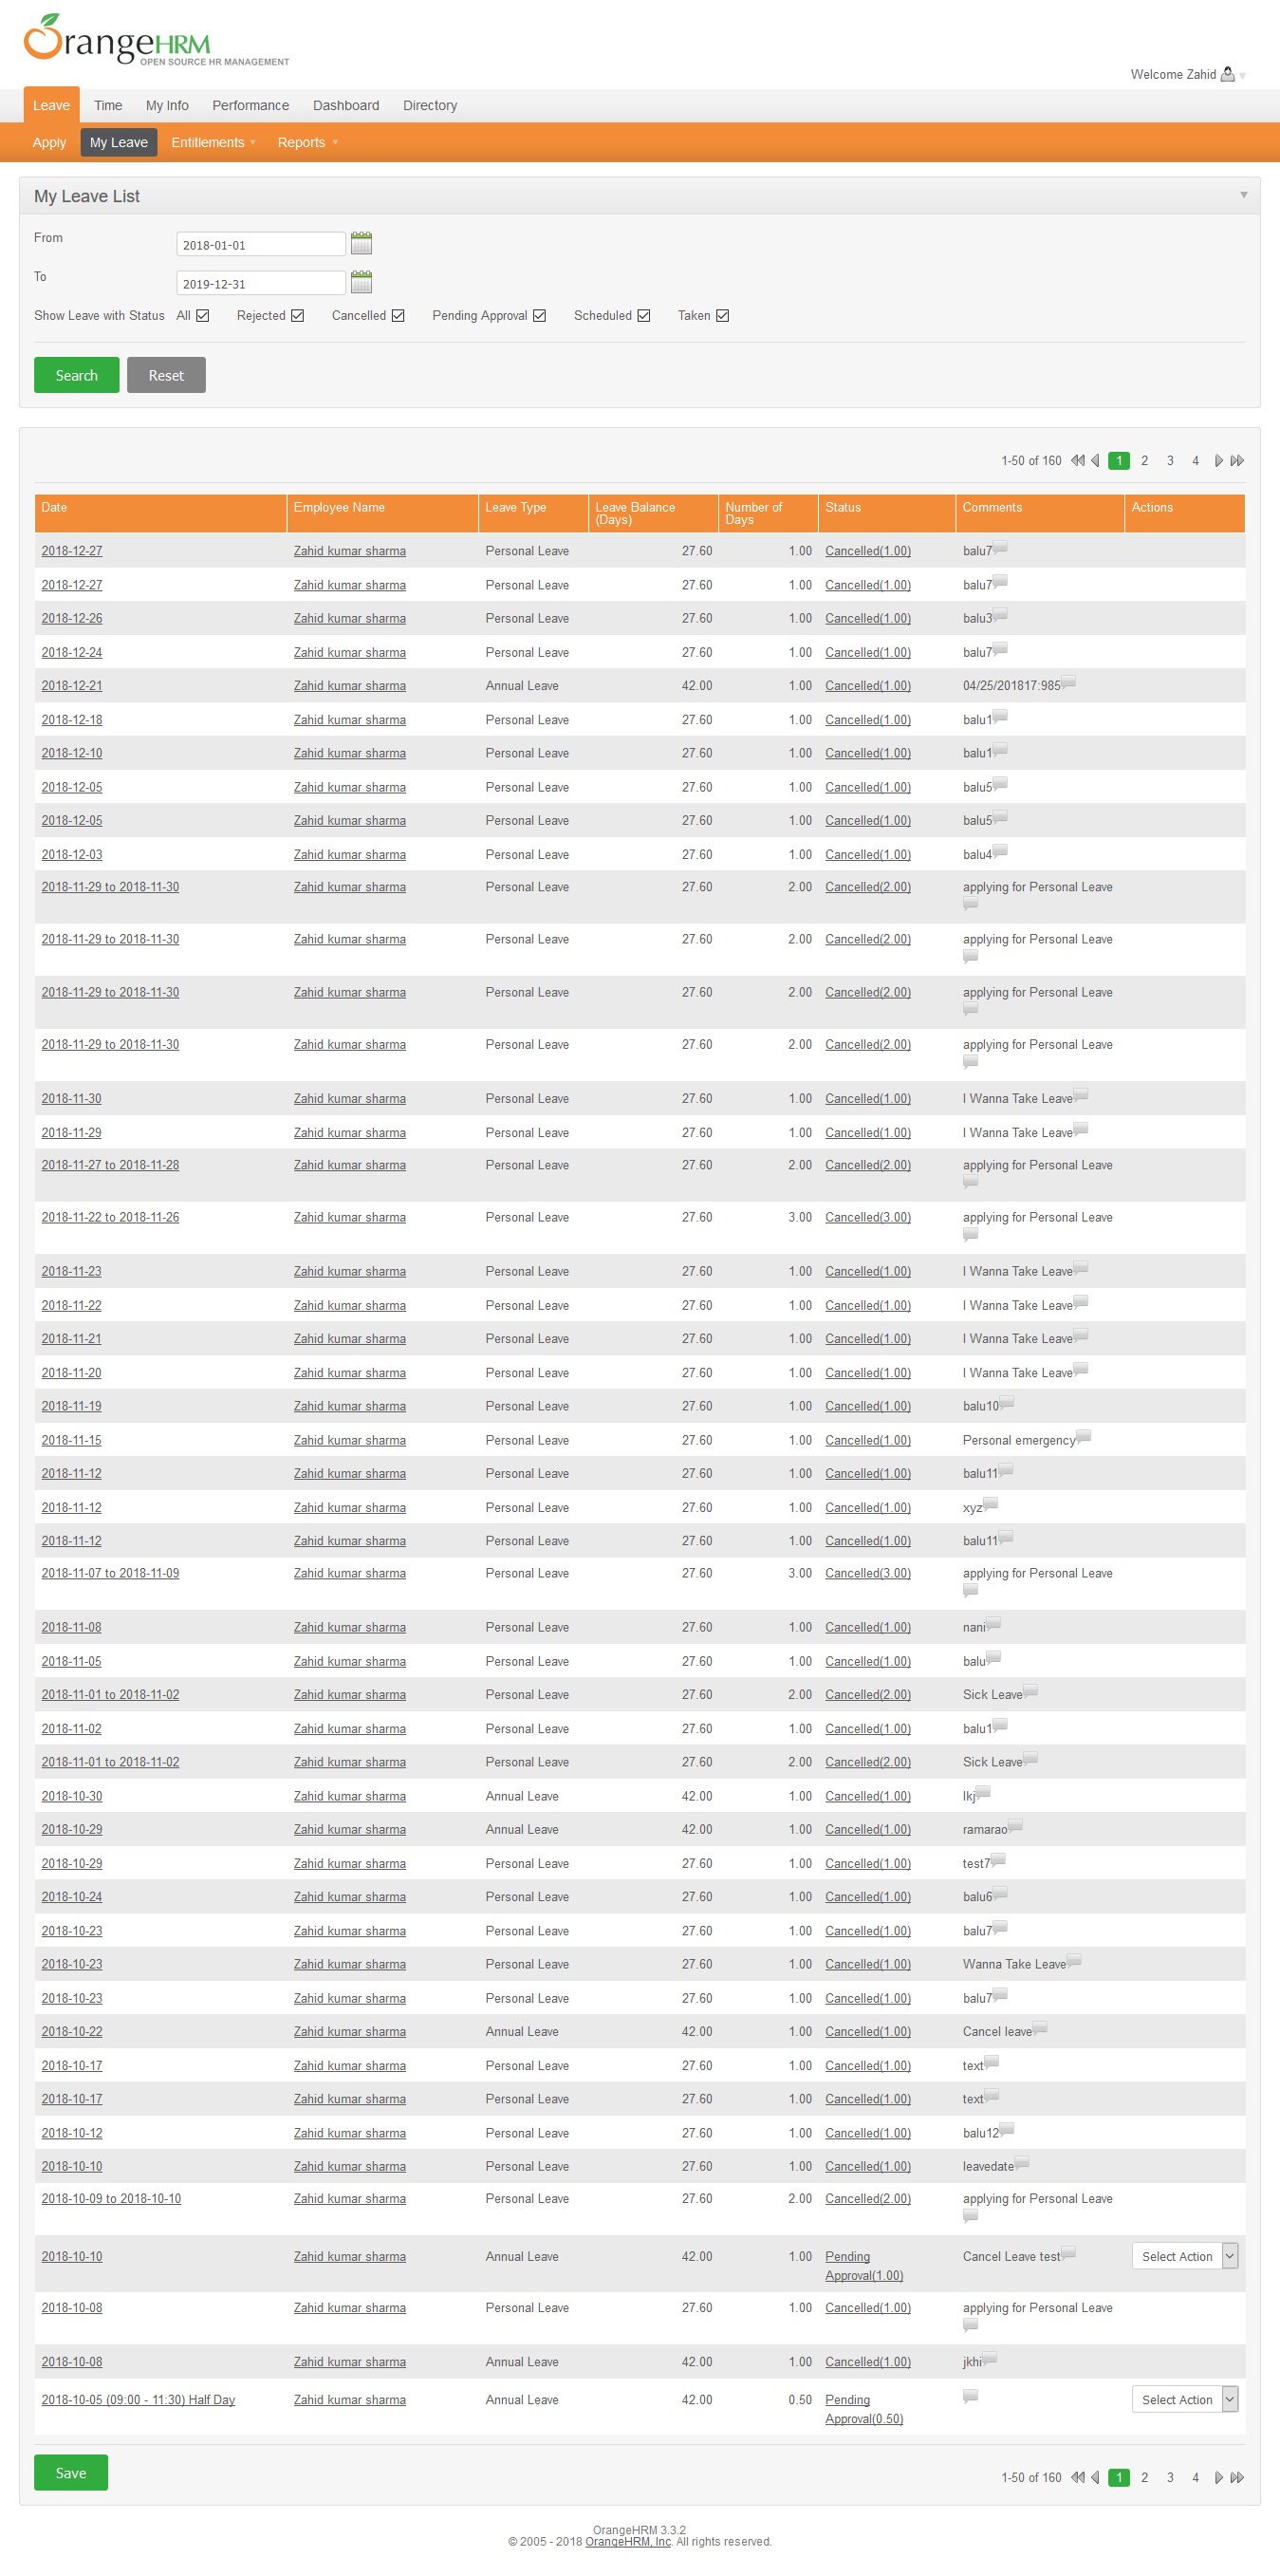 OrangeHRM
OPEN SOURCE HR MANAGEMENT
Welcome Zahid
Leave Time My Info Performance Dashboard Directory
Apply My Leave Entitlements Reports
My Leave List
From 2018-01-01
To 2019-12-31
Show Leave with Status All Rejected Cancelled Pending Approval Scheduled Taken
Search Reset
1-50 of 160 1 2 3 4
Date Employee Name Leave Type Leave Balance (Days) Number of Days Status Comments Actions
2018-12-27 Zahid kumar sharma Personal Leave 27.60 1.00 Cancelled(1.00) balu7
2018-12-27 Zahid kumar sharma Personal Leave 27.60 1.00 Cancelled(1.00) balu7
2018-12-26 Zahid kumar sharma Personal Leave 27.60 1.00 Cancelled(1.00) balu3
2018-12-24 Zahid kumar sharma Personal Leave 27.60 1.00 Cancelled(1.00) balu7
2018-12-21 Zahid kumar sharma Annual Leave 42.00 1.00 Cancelled(1.00) 04/25/201817:985
2018-12-18 Zahid kumar sharma Personal Leave 27.60 1.00 Cancelled(1.00) balu1
2018-12-10 Zahid kumar sharma Personal Leave 27.60 1.00 Cancelled(1.00) balu1
2018-12-05 Zahid kumar sharma Personal Leave 27.60 1.00 Cancelled(1.00) balu5
2018-12-05 Zahid kumar sharma Personal Leave 27.60 1.00 Cancelled(1.00) balu5
2018-12-03 Zahid kumar sharma Personal Leave 27.60 1.00 Cancelled(1.00) balu4
2018-11-29 to 2018-11-30 Zahid kumar sharma Personal Leave 27.60 2.00 Cancelled(2.00) applying for Personal Leave
2018-11-29 to 2018-11-30 Zahid kumar sharma Personal Leave 27.60 2.00 Cancelled(2.00) applying for Personal Leave
2018-11-29 to 2018-11-30 Zahid kumar sharma Personal Leave 27.60 2.00 Cancelled(2.00) applying for Personal Leave
2018-11-29 to 2018-11-30 Zahid kumar sharma Personal Leave 27.60 2.00 Cancelled(2.00) applying for Personal Leave
2018-11-30 Zahid kumar sharma Personal Leave 27.60 1.00 Cancelled(1.00) I Wanna Take Leave
2018-11-29 Zahid kumar sharma Personal Leave 27.60 1.00 Cancelled(1.00) I Wanna Take Leave
2018-11-27 to 2018-11-28 Zahid kumar sharma Personal Leave 27.60 2.00 Cancelled(2.00) applying for Personal Leave
2018-11-22 to 2018-11-26 Zahid kumar sharma Personal Leave 27.60 3.00 Cancelled(3.00) applying for Personal Leave
2018-11-23 Zahid kumar sharma Personal Leave 27.60 1.00 Cancelled(1.00) I Wanna Take Leave
2018-11-22 Zahid kumar sharma Personal Leave 27.60 1.00 Cancelled(1.00) I Wanna Take Leave
2018-11-21 Zahid kumar sharma Personal Leave 27.60 1.00 Cancelled(1.00) I Wanna Take Leave
2018-11-20 Zahid kumar sharma Personal Leave 27.60 1.00 Cancelled(1.00) I Wanna Take Leave
2018-11-19 Zahid kumar sharma Personal Leave 27.60 1.00 Cancelled(1.00) balu10
2018-11-15 Zahid kumar sharma Personal Leave 27.60 1.00 Cancelled(1.00) Personal emergency
2018-11-12 Zahid kumar sharma Personal Leave 27.60 1.00 Cancelled(1.00) balu11
2018-11-12 Zahid kumar sharma Personal Leave 27.60 1.00 Cancelled(1.00) xyz
2018-11-12 Zahid kumar sharma Personal Leave 27.60 1.00 Cancelled(1.00) balu11
2018-11-07 to 2018-11-09 Zahid kumar sharma Personal Leave 27.60 3.00 Cancelled(3.00) applying for Personal Leave
2018-11-08 Zahid kumar sharma Personal Leave 27.60 1.00 Cancelled(1.00) nani
2018-11-05 Zahid kumar sharma Personal Leave 27.60 1.00 Cancelled(1.00) balu
2018-11-01 to 2018-11-02 Zahid kumar sharma Personal Leave 27.60 2.00 Cancelled(2.00) Sick Leave
2018-11-02 Zahid kumar sharma Personal Leave 27.60 1.00 Cancelled(1.00) balu1
2018-11-01 to 2018-11-02 Zahid kumar sharma Personal Leave 27.60 2.00 Cancelled(2.00) Sick Leave
2018-10-30 Zahid kumar sharma Annual Leave 42.00 1.00 Cancelled(1.00) lkj
2018-10-29 Zahid kumar sharma Annual Leave 42.00 1.00 Cancelled(1.00) ramarao
2018-10-29 Zahid kumar sharma Personal Leave 27.60 1.00 Cancelled(1.00) test7
2018-10-24 Zahid kumar sharma Personal Leave 27.60 1.00 Cancelled(1.00) balu6
2018-10-23 Zahid kumar sharma Personal Leave 27.60 1.00 Cancelled(1.00) balu7
2018-10-23 Zahid kumar sharma Personal Leave 27.60 1.00 Cancelled(1.00) Wanna Take Leave
2018-10-23 Zahid kumar sharma Personal Leave 27.60 1.00 Cancelled(1.00) balu7
2018-10-22 Zahid kumar sharma Annual Leave 42.00 1.00 Cancelled(1.00) Cancel leave
2018-10-17 Zahid kumar sharma Personal Leave 27.60 1.00 Cancelled(1.00) text
2018-10-17 Zahid kumar sharma Personal Leave 27.60 1.00 Cancelled(1.00) text
2018-10-12 Zahid kumar sharma Personal Leave 27.60 1.00 Cancelled(1.00) balu12
2018-10-10 Zahid kumar sharma Personal Leave 27.60 1.00 Cancelled(1.00) leavedate
2018-10-09 to 2018-10-10 Zahid kumar sharma Personal Leave 27.60 2.00 Cancelled(2.00) applying for Personal Leave
2018-10-10 Zahid kumar sharma Annual Leave 42.00 1.00 Pending Approval(1.00) Cancel Leave test Select Action
2018-10-08 Zahid kumar sharma Personal Leave 27.60 1.00 Cancelled(1.00) applying for Personal Leave
2018-10-08 Zahid kumar sharma Annual Leave 42.00 1.00 Cancelled(1.00) jkhi
2018-10-05 (09:00 - 11:30) Half Day Zahid kumar sharma Annual Leave 42.00 0.50 Pending Approval(0.50) Select Action
Save 1-50 of 160 1 2 3 4
OrangeHRM 3.3.2
© 2005 - 2018 OrangeHRM, Inc. All rights reserved.